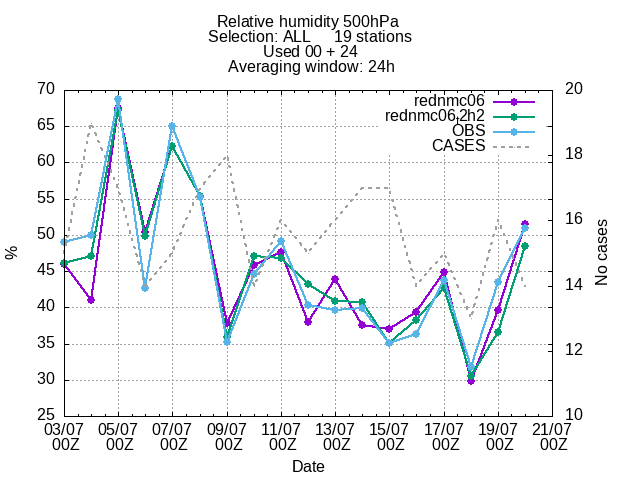 Relative humidity 500hPa
Selection: ALL 19 stations
Used 00 + 24
Averaging window: 24h
rednmc06
rednmc06.2h2
OBS
CASES
70
65
60
55
50
45
40
35
30
25
%
20
18
16
14
12
10
No cases
03/07 05/07 07/07 09/07 11/07 13/07 15/07 17/07 19/07 21/07
00Z 00Z 00Z 00Z 00Z 00Z 00Z 00Z 00Z 00Z
Date